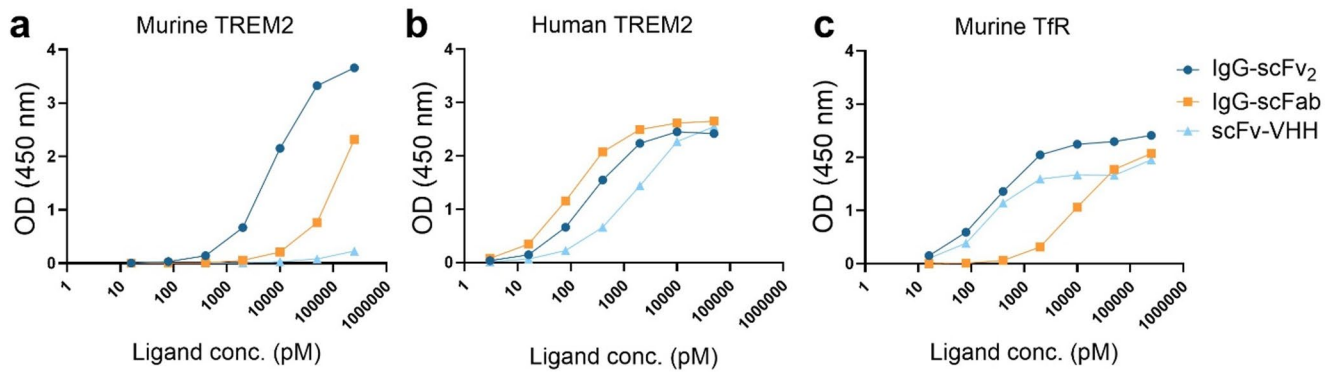 a Murine TREM2
OD (450 nm)
4
3
2
1
0
1 10 100 1000 10000 100000 1000000
Ligand conc. (pM)
b Human TREM2
OD (450 nm)
4
3
2
1
0
1 10 100 1000 10000 100000 1000000
Ligand conc. (pM)
c Murine TfR
OD (450 nm)
4
3
2
1
0
1 10 100 1000 10000 100000 1000000
Ligand conc. (pM)
IgG-scFv₂
IgG-scFab
scFv-VHH